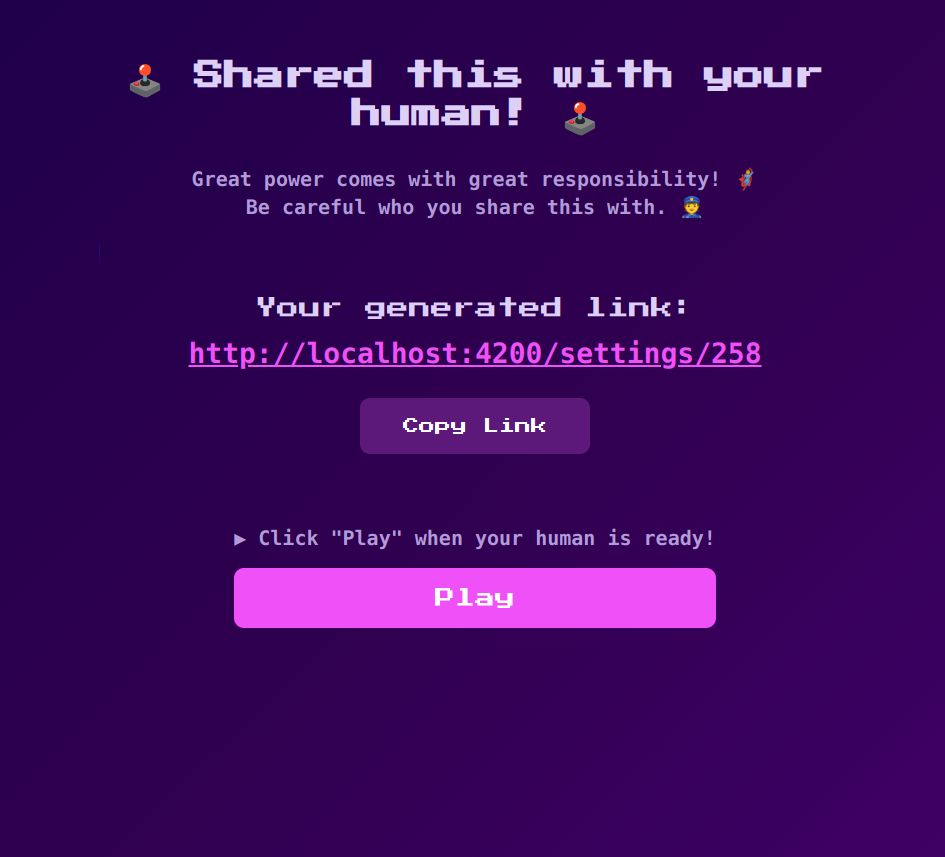 🕹️ Shared this with your
human! 🕹️
Great power comes with great responsibility! 🦸
Be careful who you share this with. 👮
Your generated link:
http://localhost:4200/settings/258
Copy Link
▶ Click "Play" when your human is ready!
Play